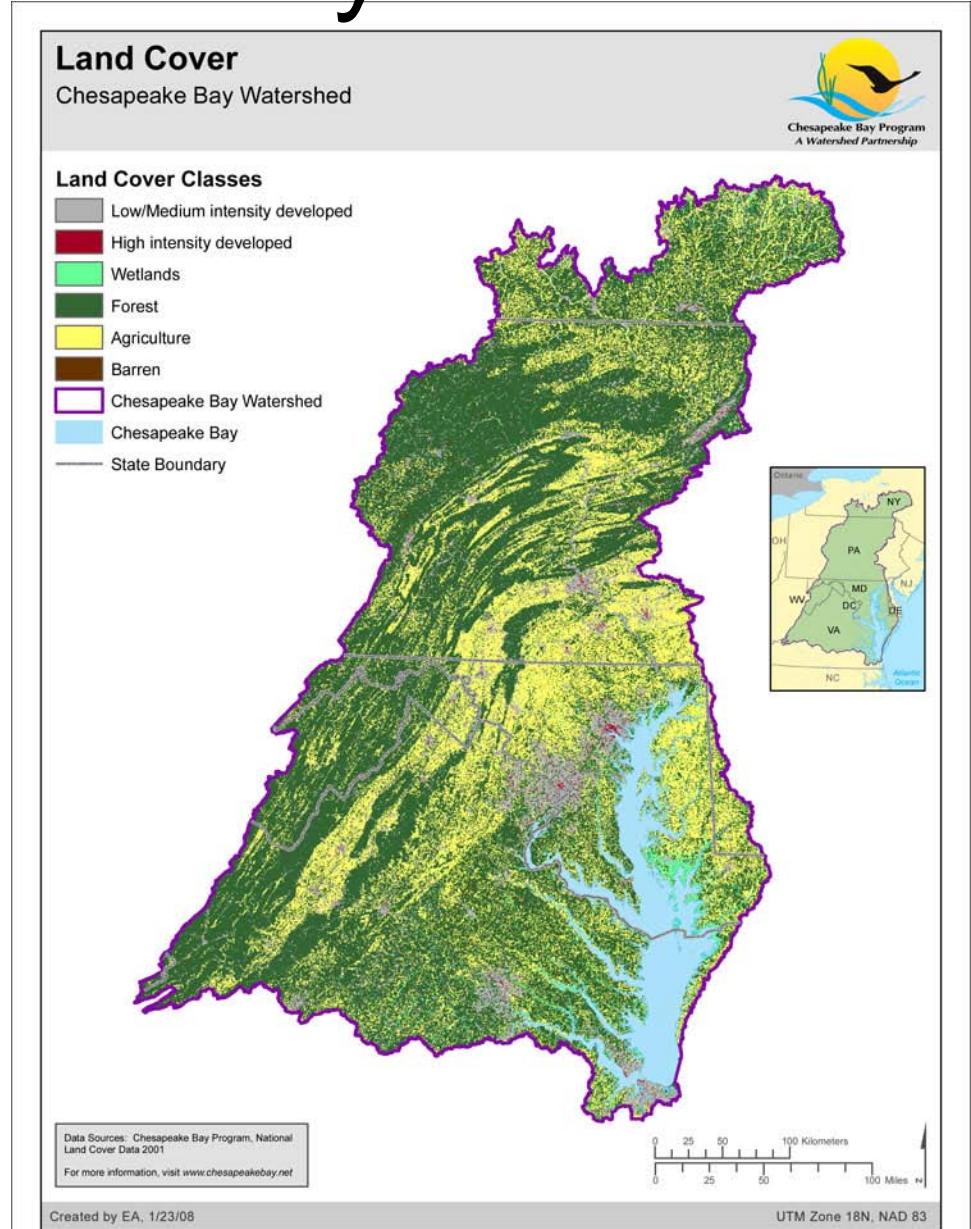 y
Land Cover
Chesapeake Bay Watershed
Chesapeake Bay Program
A Watershed Partnership
Land Cover Classes
Low/Medium intensity developed
High intensity developed
Wetlands
Forest
Agriculture
Barren
Chesapeake Bay Watershed
Chesapeake Bay
State Boundary
Ontario
NY
OH
PA
NJ
MD
WV
DC
DE
VA
NC
Atlantic
Ocean
Data Sources: Chesapeake Bay Program, National
Land Cover Data 2001
For more information, visit www.chesapeakebay.net
0 25 50 100 Kilometers
0 25 50 100 Miles
N
Created by EA, 1/23/08
UTM Zone 18N, NAD 83